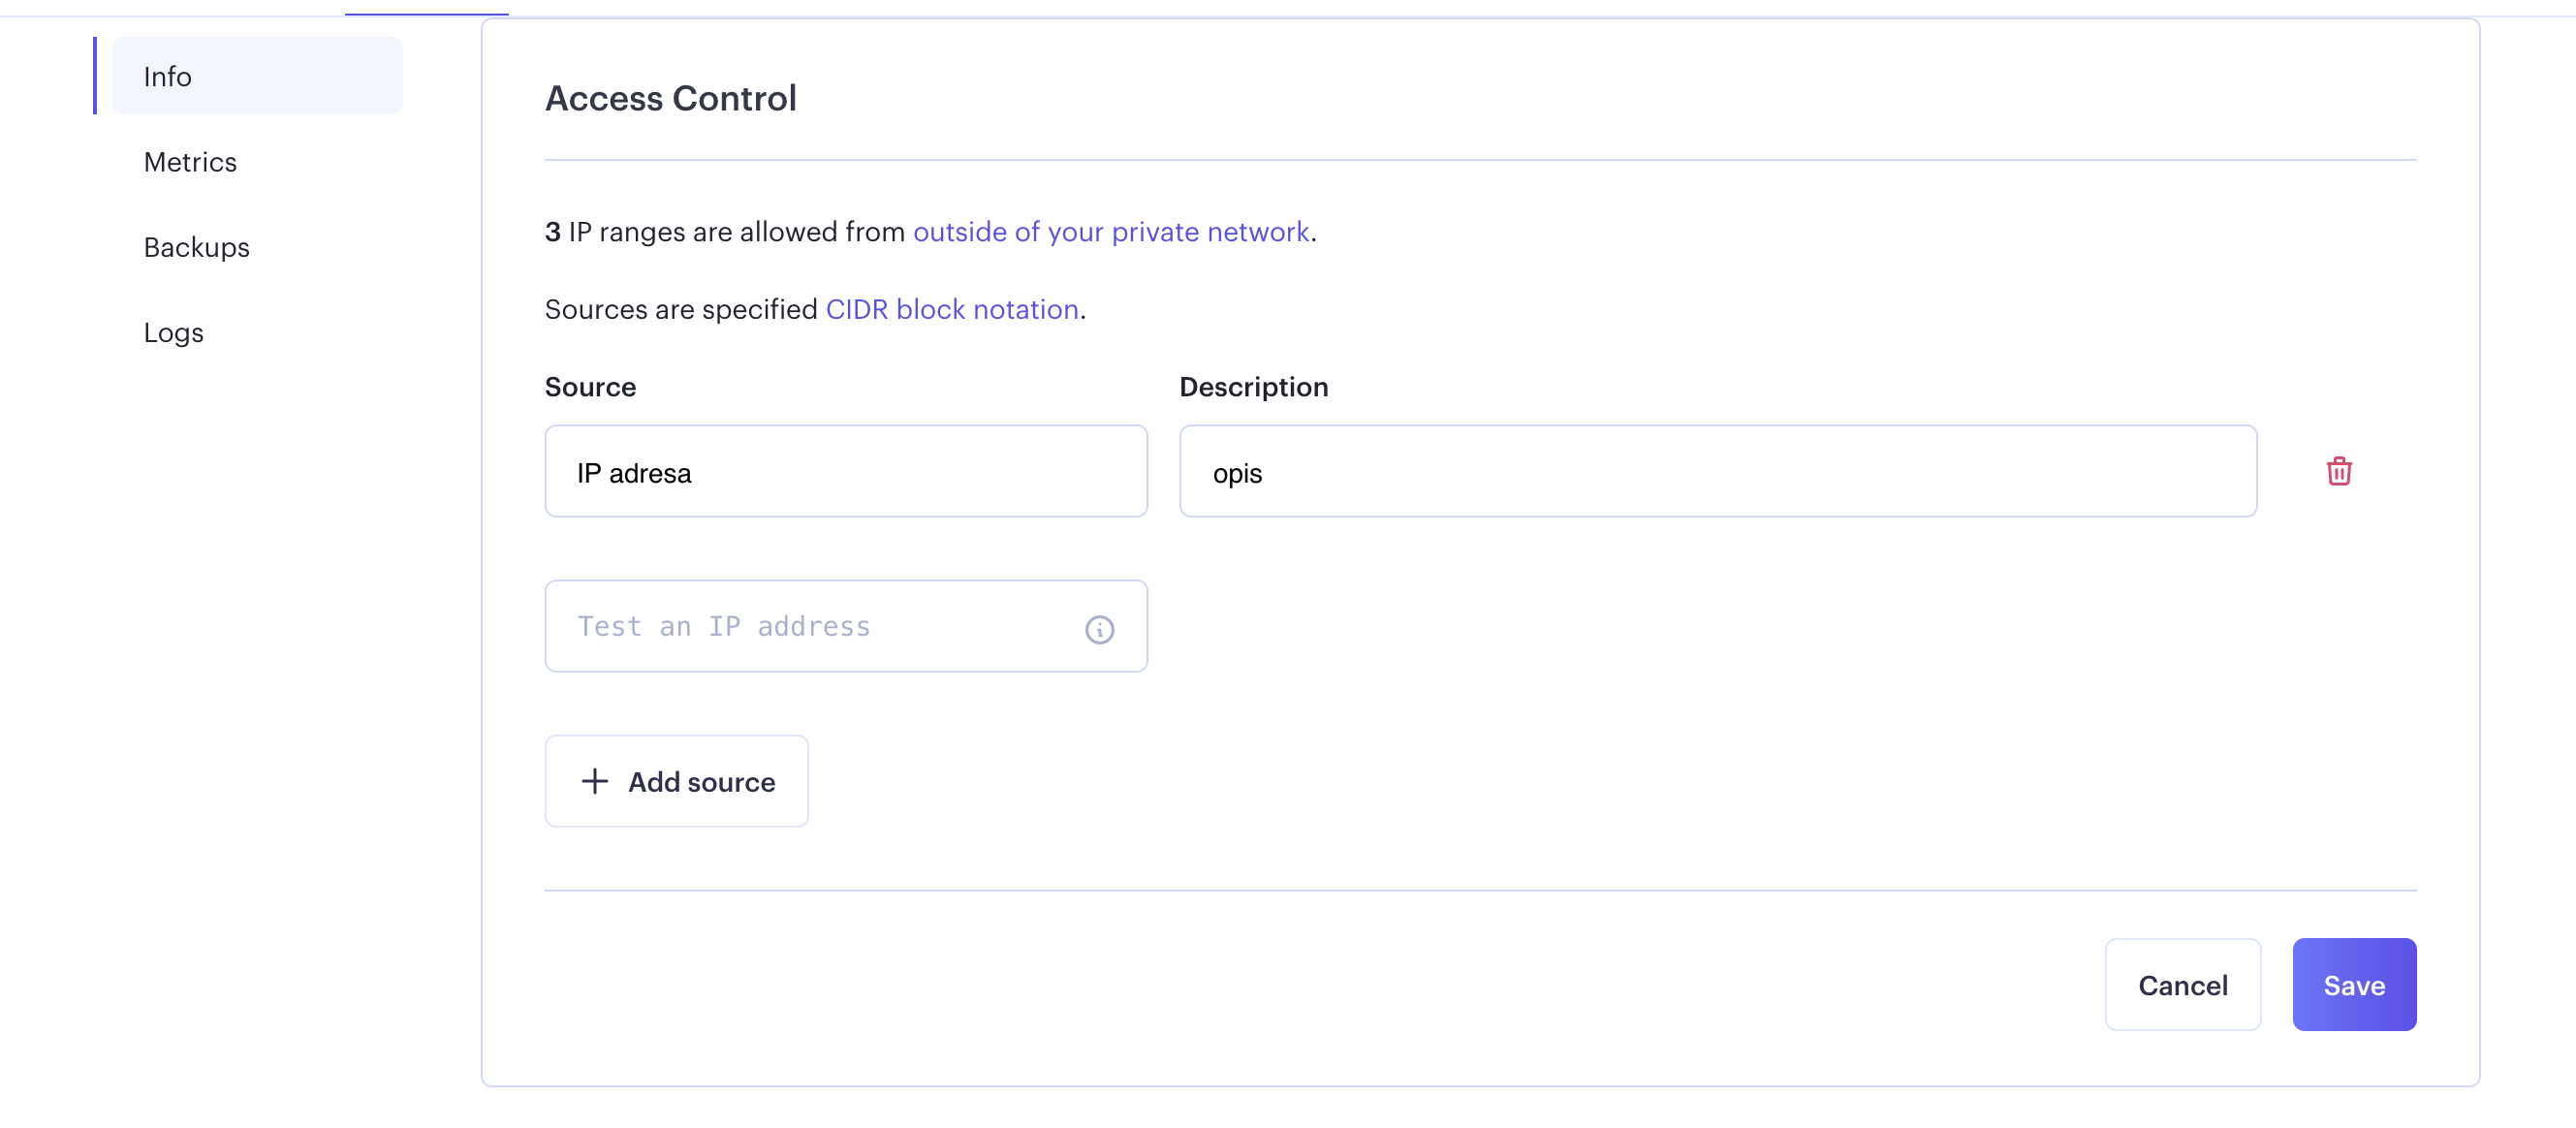 Info
Metrics
Backups
Logs
Access Control
3 IP ranges are allowed from outside of your private network.
Sources are specified CIDR block notation.
Source
Description
IP adresa
opis
Test an IP address
Add source
Cancel
Save